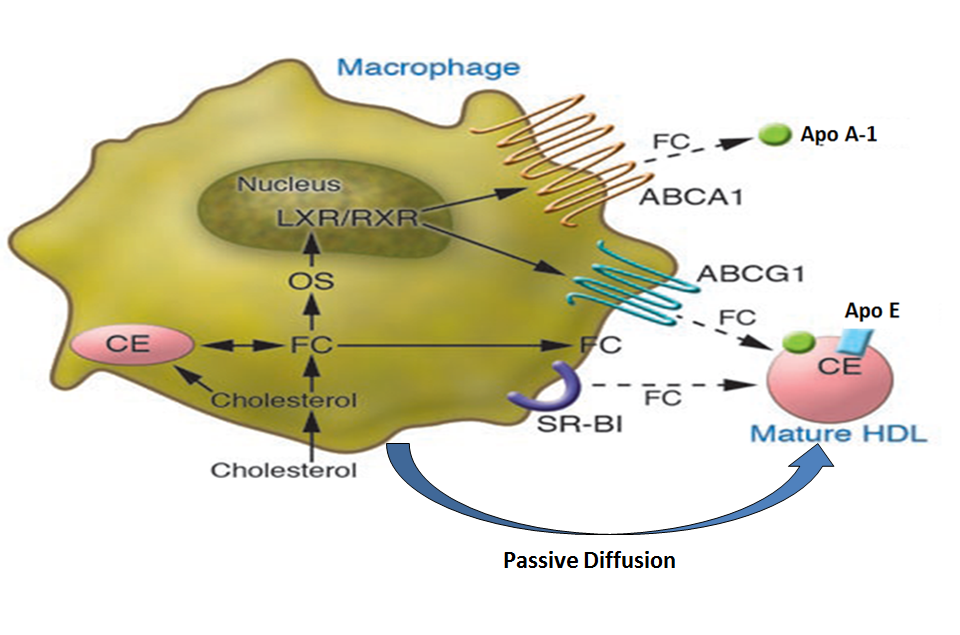 Macrophage
FC
Apo A-1
Nucleus
ABCA1
LXR/RXR
OS
ABCG1
Apo E
FC
CE
FC
FC
CE
Cholesterol
FC
SR-BI
Mature HDL
Cholesterol
Passive Diffusion